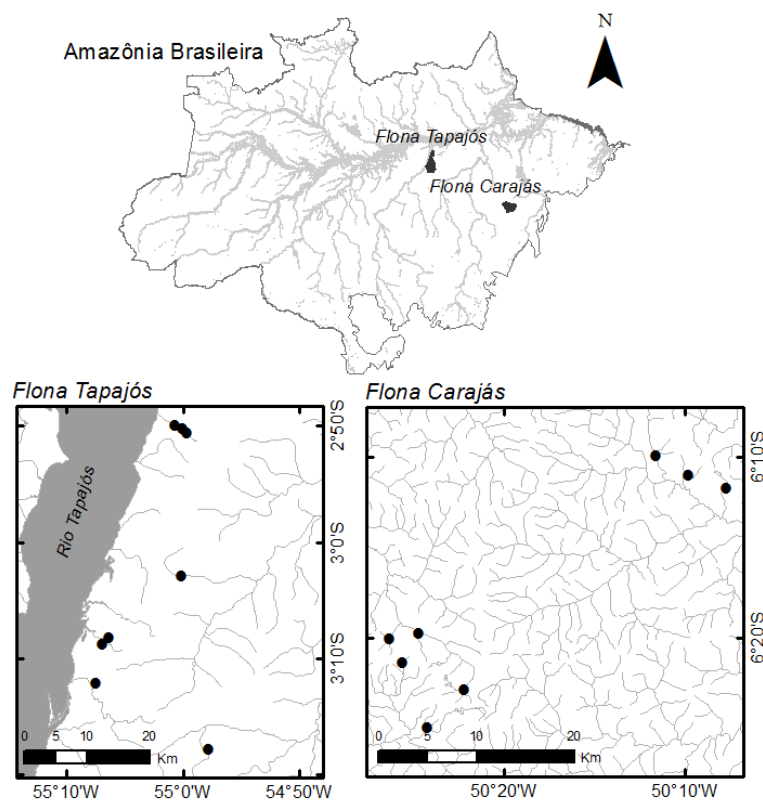 N
Amazônia Brasileira
Flona Tapajós
Flona Carajás
Flona Tapajós
Rio Tapajós
2°50'S
3°0'S
3°10'S
0 5 10 20
Km
55°10'W 55°0'W 54°50'W
Flona Carajás
6°10'S
6°20'S
0 5 10 20
Km
50°20'W 50°10'W